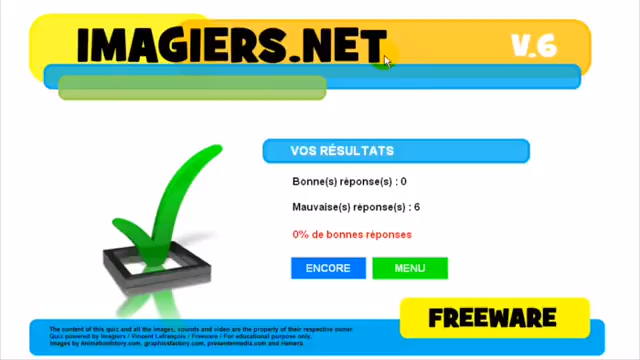 IMAGIERS.NET
V.6
VOS RÉSULTATS
Bonne(s) réponse(s) : 0
Mauvaise(s) réponse(s) : 6
0% de bonnes réponses
ENCORE
MENU
FREEWARE
The content of this quiz and all the images, sounds and video are the property of their respective owner.
Quiz powered by Imagiers / Vincent Lefrançois / Freeware / For educational purpose only.
Images by Animationfactory.com, graphicsfactory.com, presentermedia.com and Hemera.